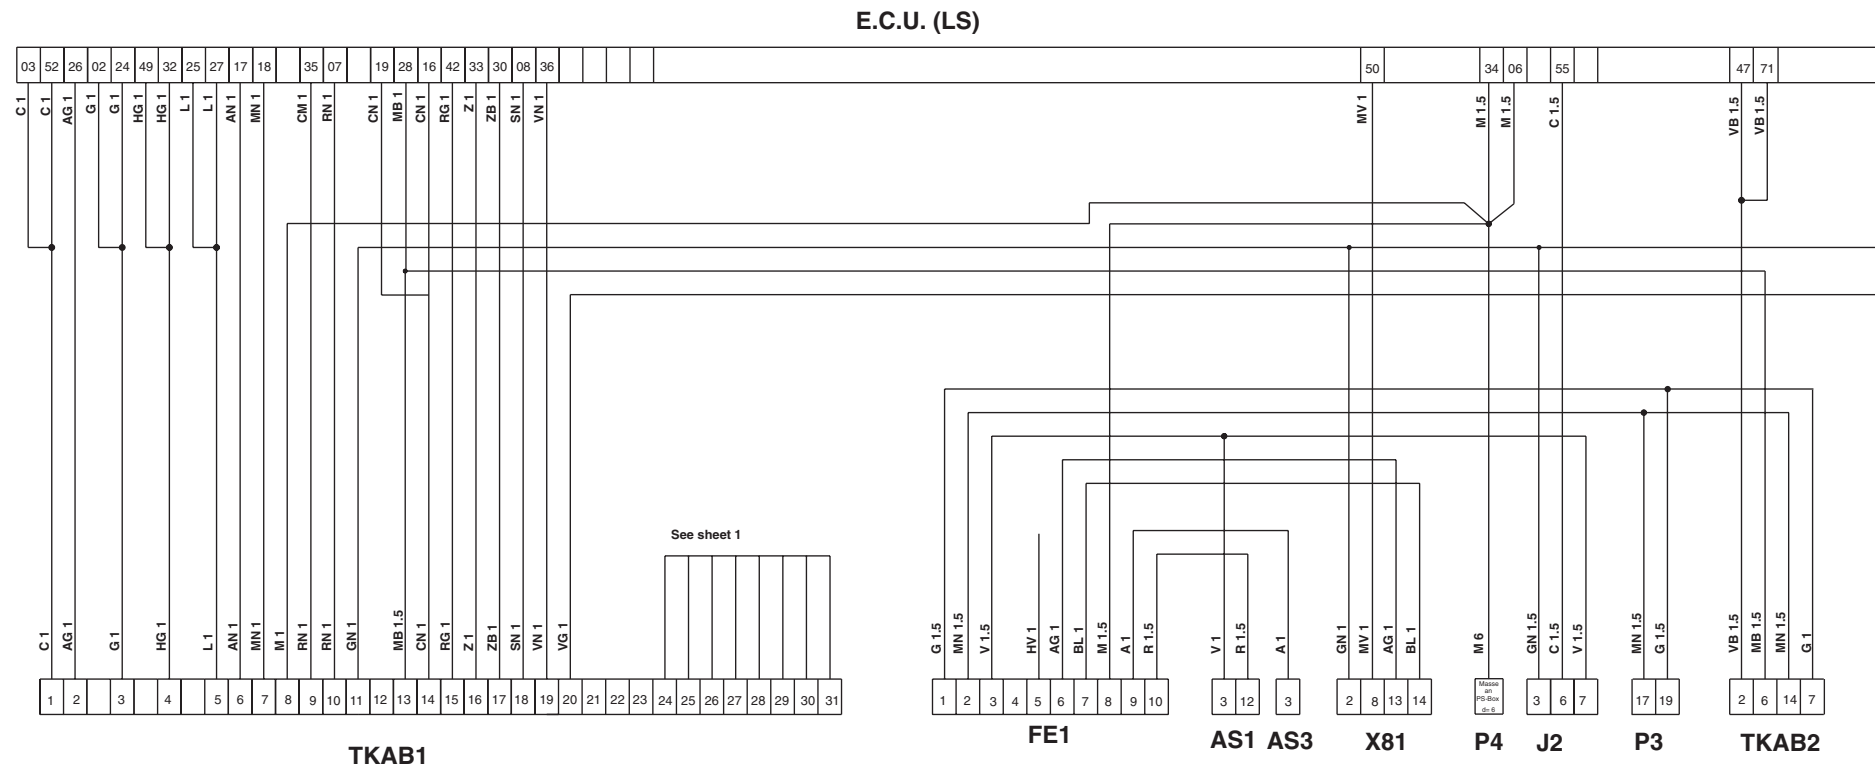 E.C.U. (LS)
03 52 26 02 24 49 32 25 27 17 18 35 07 19 28 16 42 33 30 08 36 50 34 06 55 47 71
C 1 C 1 AG 1 G 1 G 1 HG 1 HG 1 L 1 L 1 AN 1 MN 1 CM 1 RN 1 CN 1 MB 1 CN 1 RG 1 Z 1 ZB 1 SN 1 VN 1 MV 1 M 1.5 M 1.5 C 1.5 VB 1.5 VB 1.5
See sheet 1
C 1 AG 1 G 1 HG 1 L 1 AN 1 MN 1 M 1 RN 1 RN 1 GN 1 MB 1.5 CN 1 RG 1 Z 1 ZB 1 SN 1 VN 1 VG 1 G 1.5 MN 1.5 V 1.5 HV 1 AG 1 BL 1 M 1.5 A 1 R 1.5 V 1 R 1.5 A 1 GN 1 MV 1 AG 1 BL 1 M 6 GN 1.5 C 1.5 V 1.5 MN 1.5 G 1.5 VB 1.5 MB 1.5 MN 1.5 G 1
1 2 3 4 5 6 7 8 9 10 11 12 13 14 15 16 17 18 19 20 21 22 23 24 25 26 27 28 29 30 31 1 2 3 4 5 6 7 8 9 10 3 12 3 2 8 13 14
Masse
an
PS-Box
d= 6
3 6 7 17 19 2 6 14 7
TKAB1 FE1 AS1 AS3 X81 P4 J2 P3 TKAB2